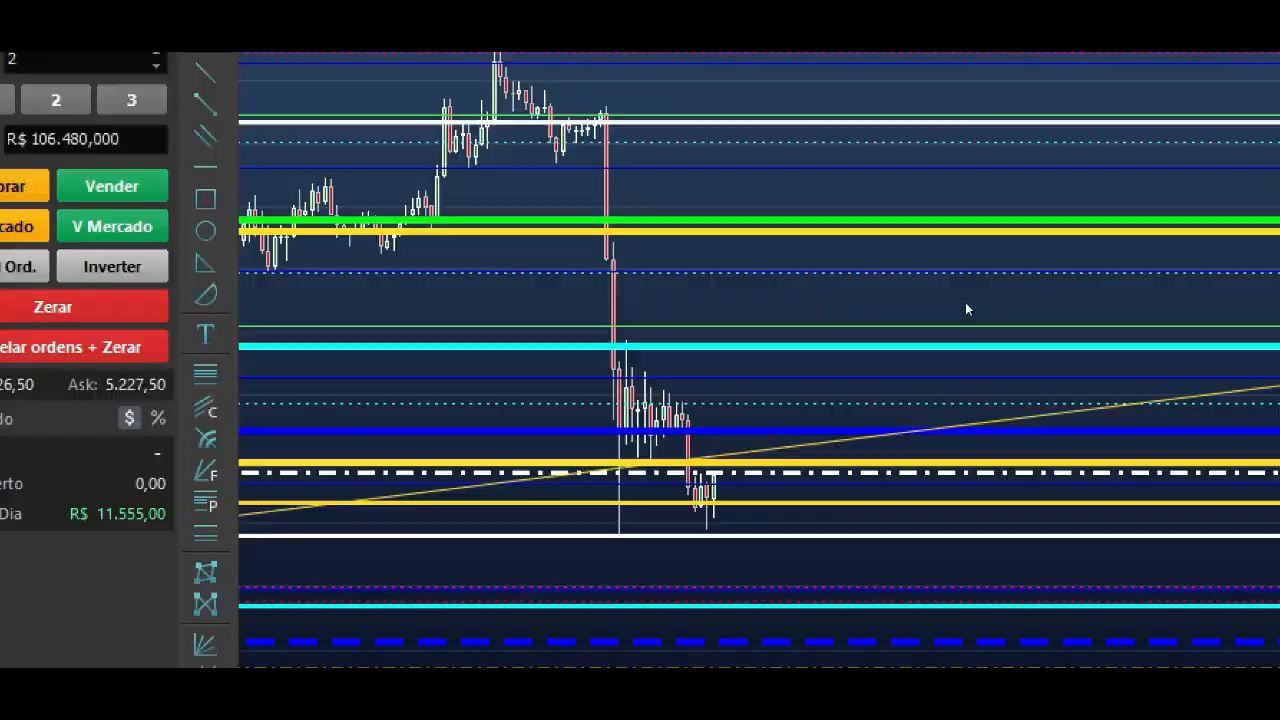 2
2 3
R$ 106.480,000
rar Vender
cado V Mercado
Ord. Inverter
Zerar
elar ordens + Zerar
26,50 Ask: 5.227,50
do $ %
-
erto 0,00
Dia R$ 11.555,00
T
C
F
P